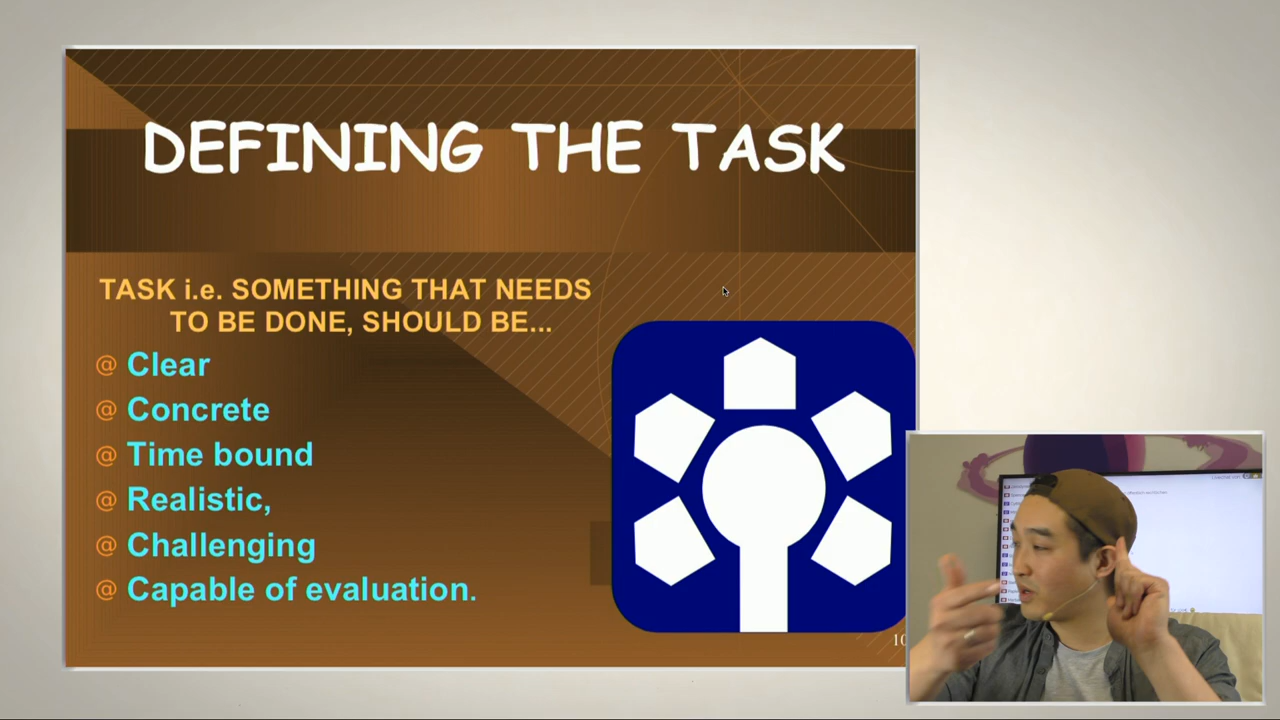 DEFINING THE TASK
TASK i.e. SOMETHING THAT NEEDS
TO BE DONE, SHOULD BE...
@ Clear
@ Concrete
@ Time bound
@ Realistic,
@ Challenging
@ Capable of evaluation.